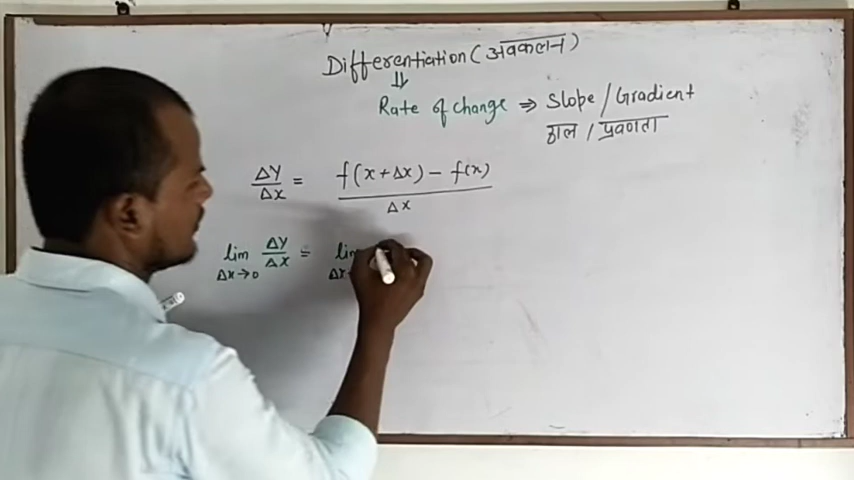 Differentiation (अवकलन)
⇓
Rate of change ⇒ Slope / Gradient
ढाल / प्रवणता
ΔY/Δx = f(x+Δx) - f(x) / Δx
lim Δx→0 ΔY/Δx = lim